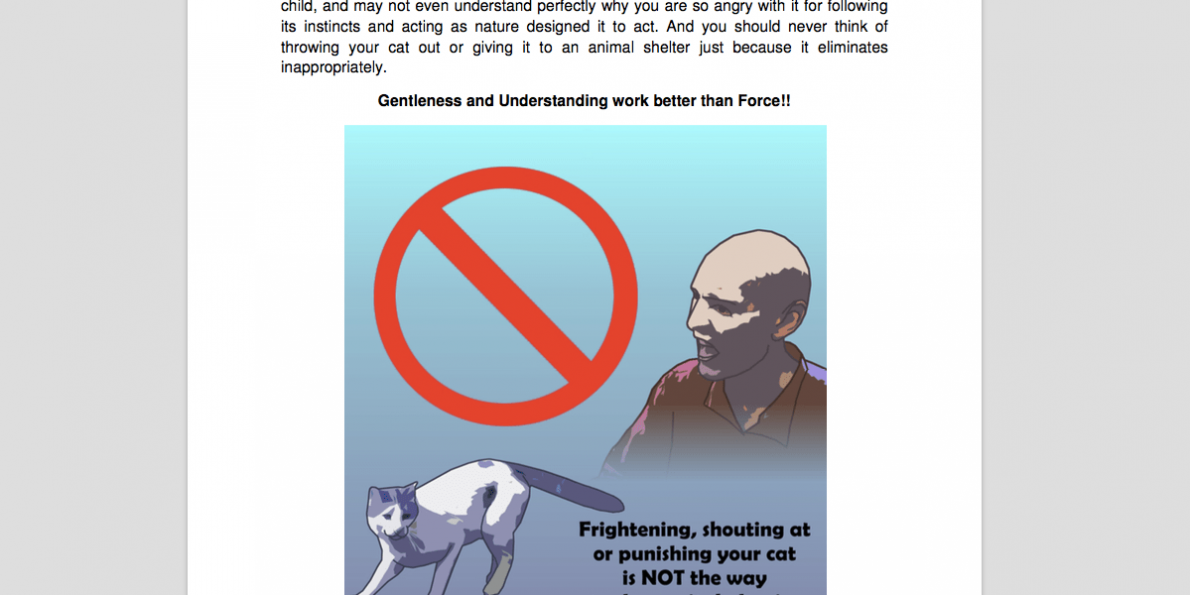 child, and may not even understand perfectly why you are so angry with it for following
its instincts and acting as nature designed it to act. And you should never think of
throwing your cat out or giving it to an animal shelter just because it eliminates
inappropriately.
Gentleness and Understanding work better than Force!!
Frightening, shouting at
or punishing your cat
is NOT the way